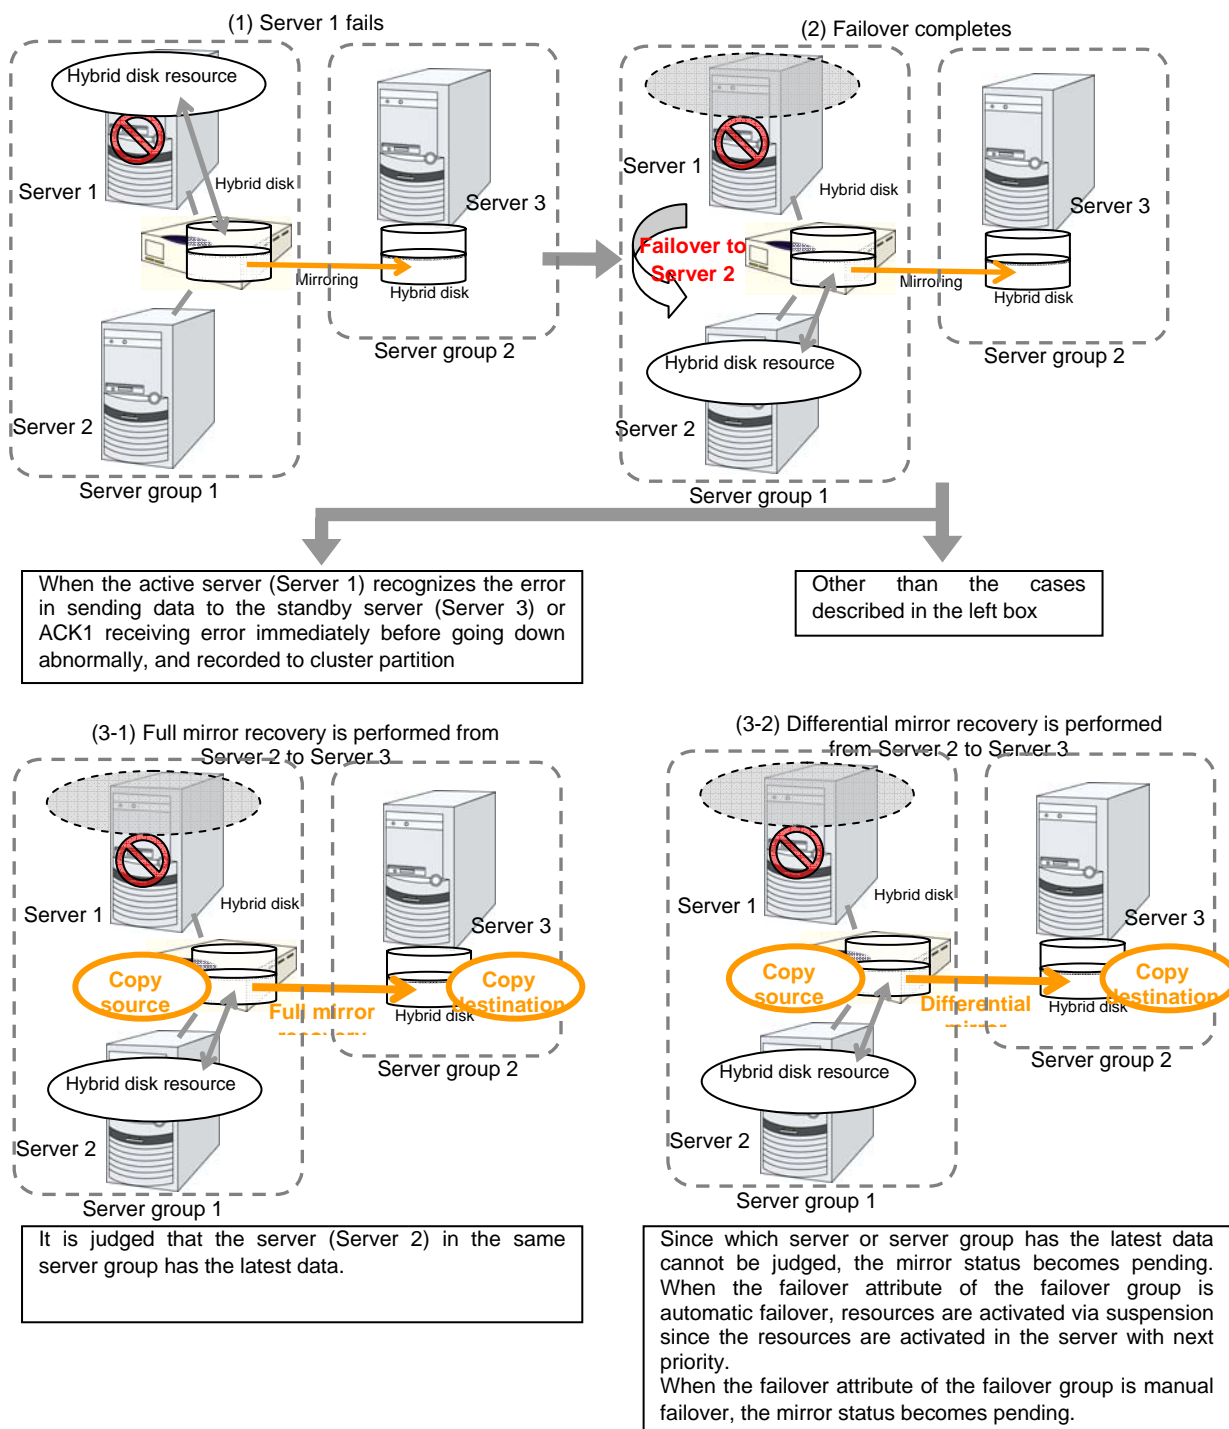 (1) Server 1 fails
Hybrid disk resource
Server 1
Hybrid disk
Server 3
Mirroring
Hybrid disk
Server group 2
Server 2
Server group 1
(2) Failover completes
Server 1
Hybrid disk
Server 3
Failover to
Server 2
Mirroring
Hybrid disk
Hybrid disk resource
Server group 2
Server 2
Server group 1
When the active server (Server 1) recognizes the error
in sending data to the standby server (Server 3) or
ACK1 receiving error immediately before going down
abnormally, and recorded to cluster partition
Other than the cases
described in the left box
(3-1) Full mirror recovery is performed from
Server 2 to Server 3
Server 1
Hybrid disk
Server 3
Copy
source
Copy
destination
Full mirror
recovery
Hybrid disk
Server group 2
Hybrid disk resource
Server 2
Server group 1
It is judged that the server (Server 2) in the same
server group has the latest data.
(3-2) Differential mirror recovery is performed
from Server 2 to Server 3
Server 1
Hybrid disk
Server 3
Copy
source
Copy
destination
Differential
mirror
Hybrid disk
Server group 2
Hybrid disk resource
Server 2
Server group 1
Since which server or server group has the latest data
cannot be judged, the mirror status becomes pending.
When the failover attribute of the failover group is
automatic failover, resources are activated via suspension
since the resources are activated in the server with next
priority.
When the failover attribute of the failover group is manual
failover, the mirror status becomes pending.